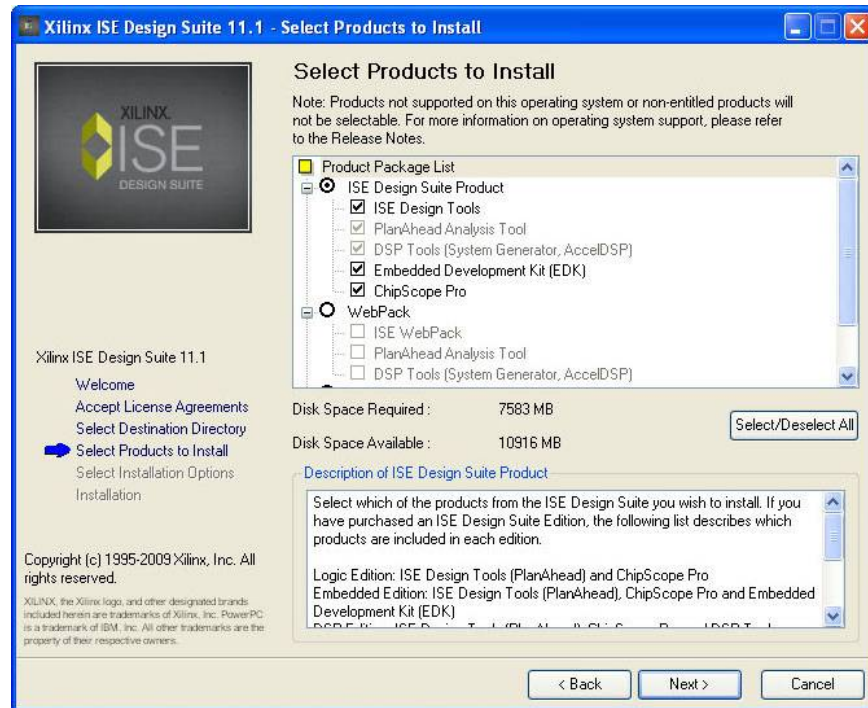 Xilinx ISE Design Suite 11.1 - Select Products to Install
XILINX®
ISE
DESIGN SUITE
Xilinx ISE Design Suite 11.1
Welcome
Accept License Agreements
Select Destination Directory
Select Products to Install
Select Installation Options
Installation
Copyright (c) 1995-2009 Xilinx, Inc. All
rights reserved.
XILINX, the Xilinx logo, and other designated brands
included herein are trademarks of Xilinx, Inc. PowerPC
is a trademark of IBM, Inc. All other trademarks are the
property of their respective owners.
Select Products to Install
Note: Products not supported on this operating system or non-entitled products will
not be selectable. For more information on operating system support, please refer
to the Release Notes.
Product Package List
ISE Design Suite Product
ISE Design Tools
PlanAhead Analysis Tool
DSP Tools (System Generator, AccelDSP)
Embedded Development Kit (EDK)
ChipScope Pro
WebPack
ISE WebPack
PlanAhead Analysis Tool
DSP Tools (System Generator, AccelDSP)
Disk Space Required : 7583 MB
Disk Space Available : 10916 MB
Select/Deselect All
Description of ISE Design Suite Product
Select which of the products from the ISE Design Suite you wish to install. If you
have purchased an ISE Design Suite Edition, the following list describes which
products are included in each edition.
Logic Edition: ISE Design Tools (PlanAhead) and ChipScope Pro
Embedded Edition: ISE Design Tools (PlanAhead), ChipScope Pro and Embedded
Development Kit (EDK)
< Back
Next >
Cancel